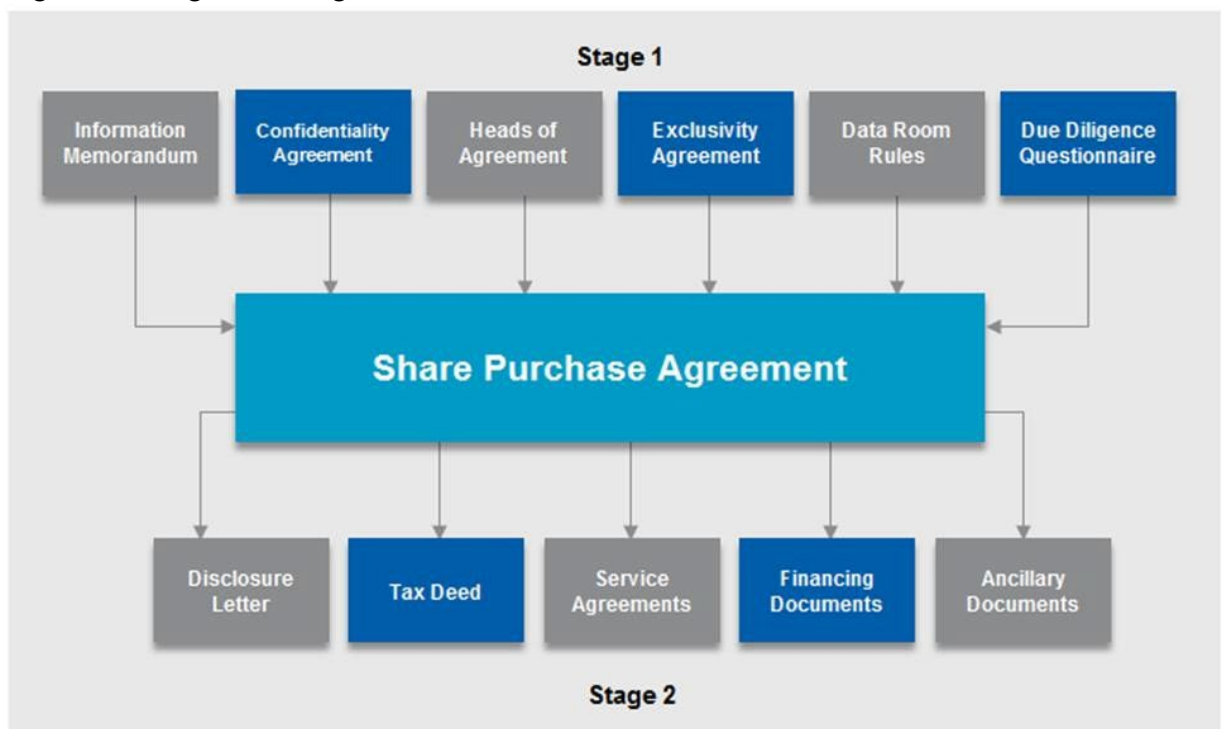 Stage 1
Information
Memorandum
Confidentiality
Agreement
Heads of
Agreement
Exclusivity
Agreement
Data Room
Rules
Due Diligence
Questionnaire
Share Purchase Agreement
Disclosure
Letter
Tax Deed
Service
Agreements
Financing
Documents
Ancillary
Documents
Stage 2